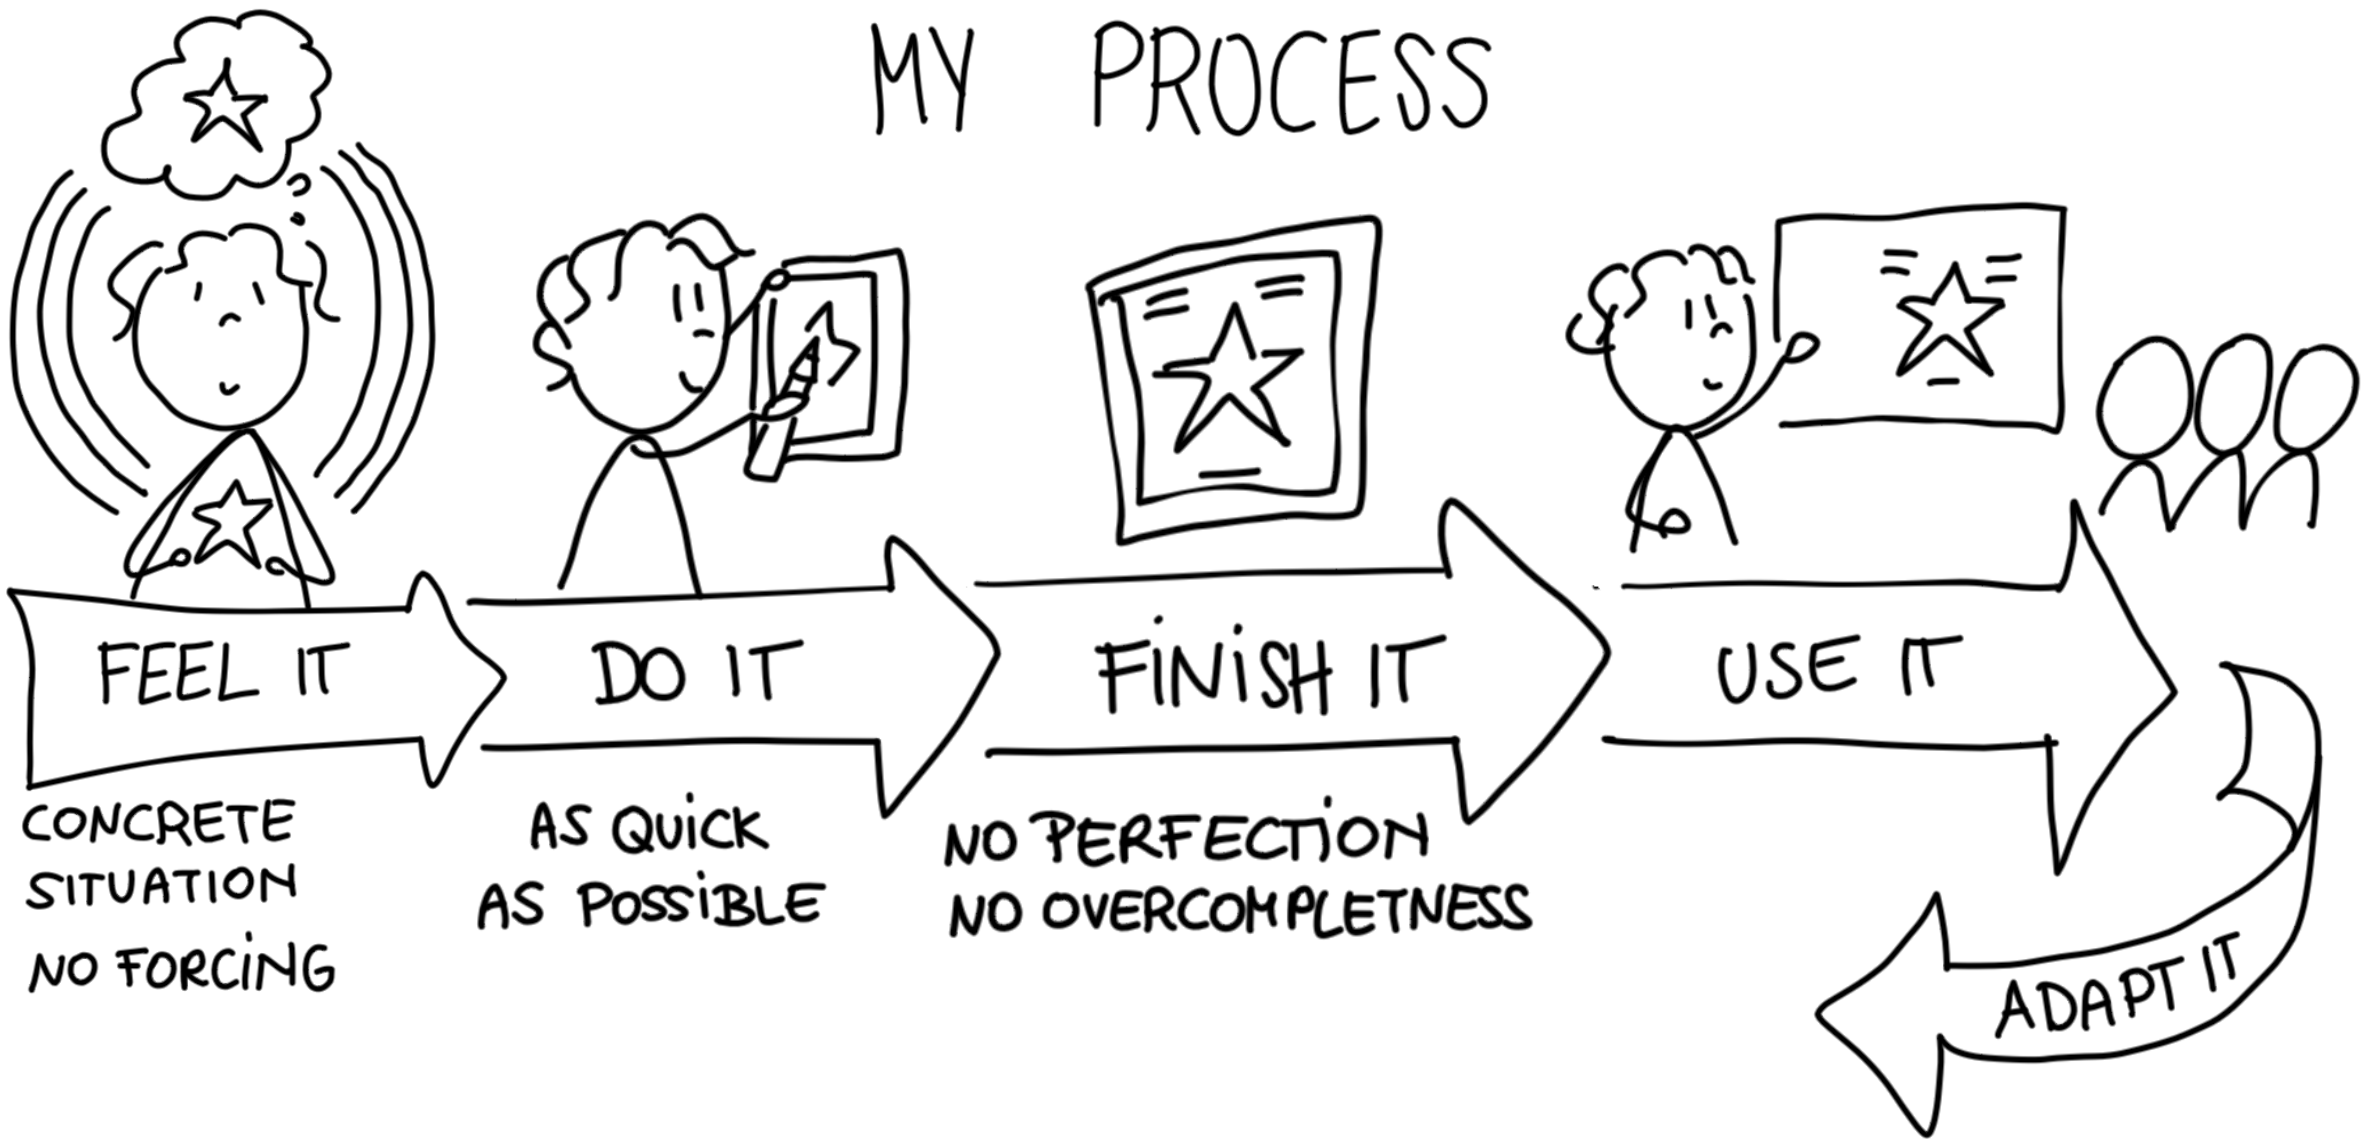 MY PROCESS
FEEL IT
DO IT
FINISH IT
USE IT
CONCRETE
SITUATION
NO FORCING
AS QUICK
AS POSSIBLE
NO PERFECTION
NO OVERCOMPLETNESS
ADAPT IT